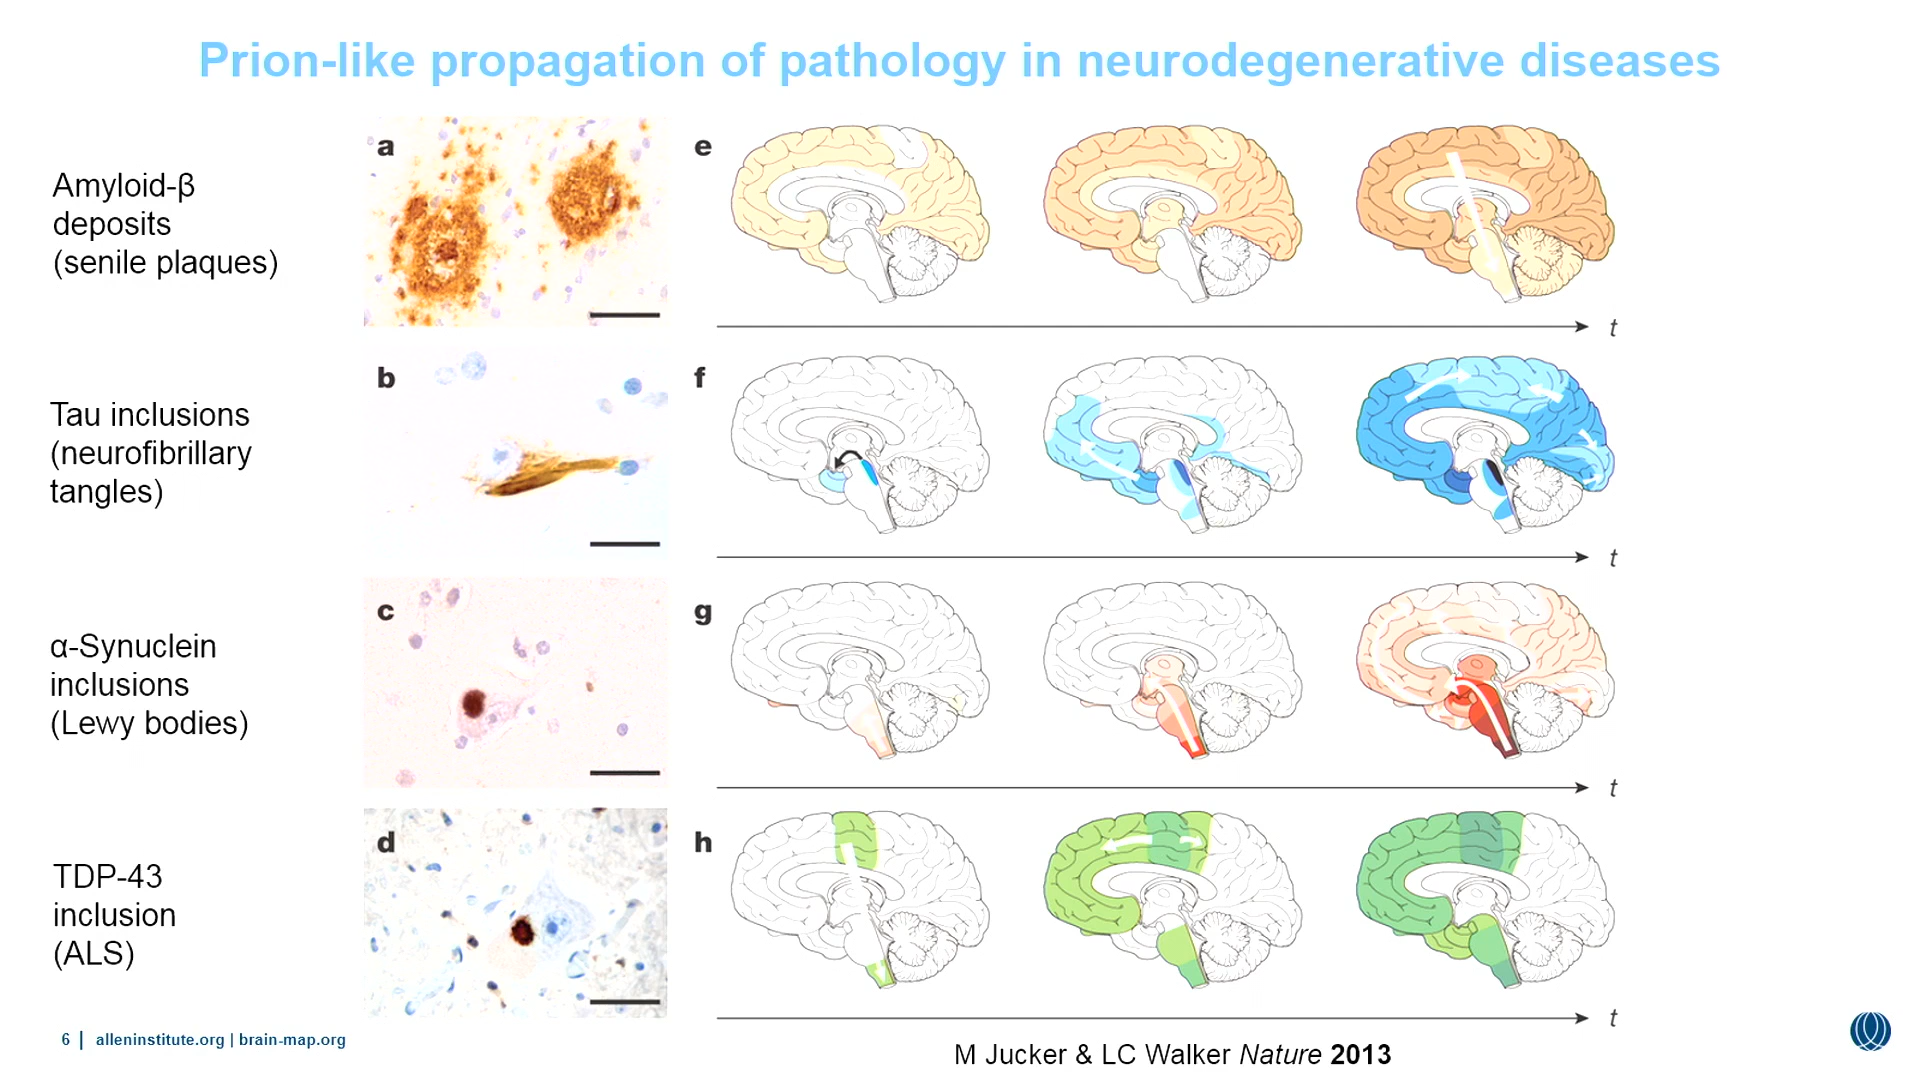 Prion-like propagation of pathology in neurodegenerative diseases
Amyloid-β
deposits
(senile plaques)
a
e
t
Tau inclusions
(neurofibrillary
tangles)
b
f
t
α-Synuclein
inclusions
(Lewy bodies)
c
g
t
TDP-43
inclusion
(ALS)
d
h
t
6 | alleninstitute.org | brain-map.org
M Jucker & LC Walker Nature 2013